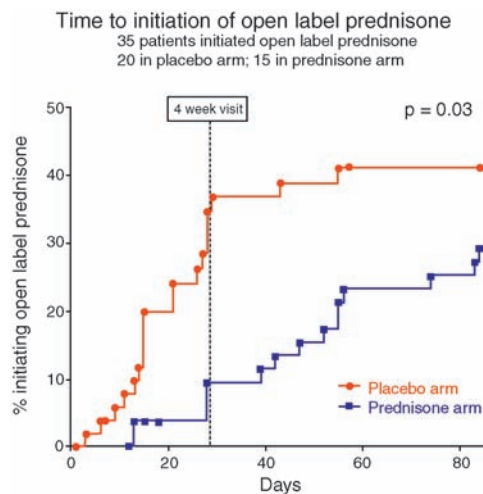 Time to initiation of open label prednisone
35 patients initiated open label prednisone
20 in placebo arm; 15 in prednisone arm
50
4 week visit
p = 0.03
40
30
20
10
0
% initiating open label prednisone
Placebo arm
Prednisone arm
0
20
40
60
80
Days